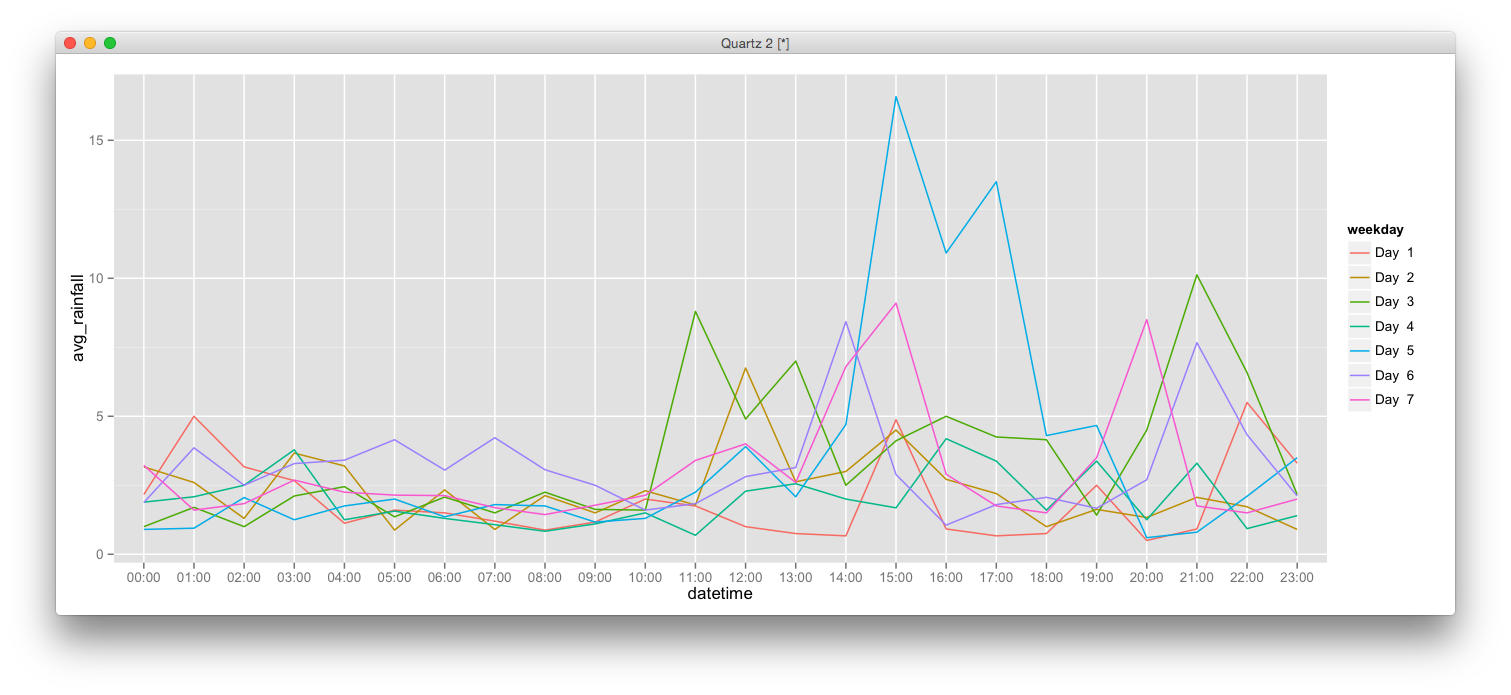 Quartz 2 [*]
avg_rainfall
15
10
5
0
00:00 01:00 02:00 03:00 04:00 05:00 06:00 07:00 08:00 09:00 10:00 11:00 12:00 13:00 14:00 15:00 16:00 17:00 18:00 19:00 20:00 21:00 22:00 23:00
datetime
weekday
Day 1
Day 2
Day 3
Day 4
Day 5
Day 6
Day 7